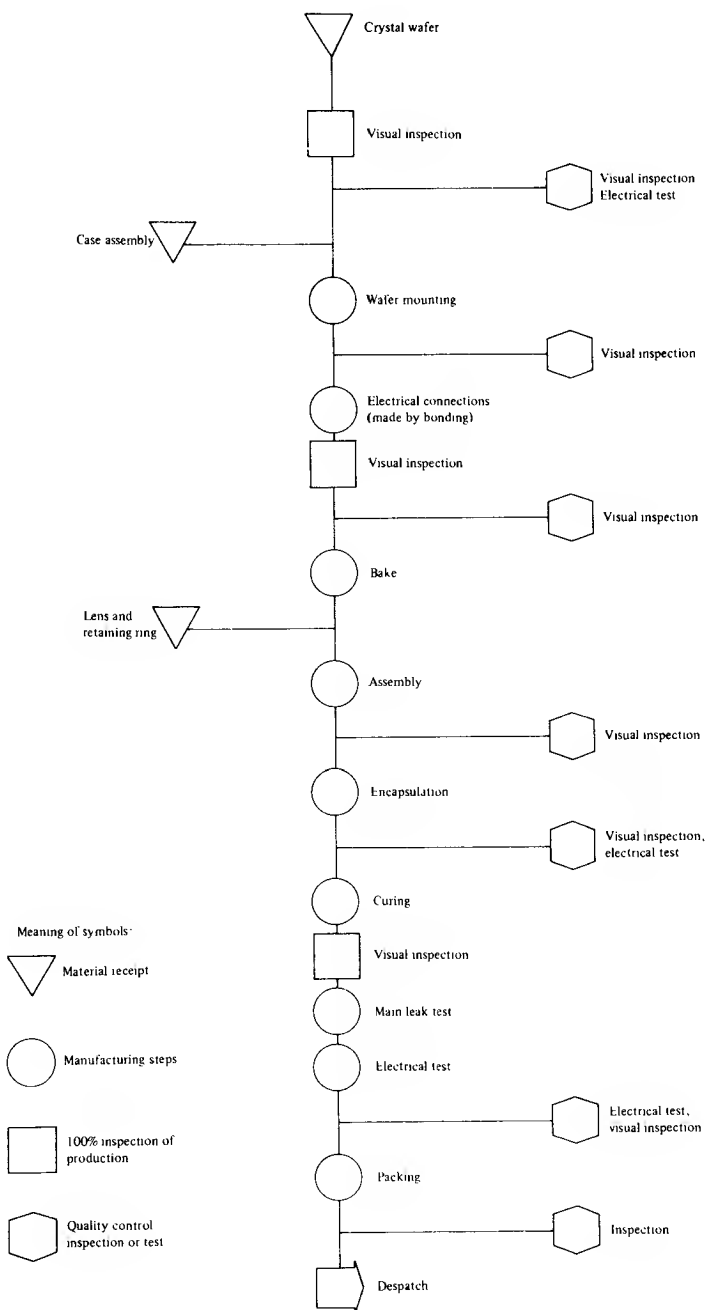 Crystal wafer
Visual inspection
Visual inspection
Electrical test
Case assembly
Wafer mounting
Visual inspection
Electrical connections
(made by bonding)
Visual inspection
Visual inspection
Bake
Lens and
retaining ring
Assembly
Visual inspection
Encapsulation
Visual inspection,
electrical test
Curing
Meaning of symbols:
Visual inspection
Material receipt
Main leak test
Manufacturing steps
Electrical test
Electrical test,
visual inspection
100% inspection of
production
Packing
Quality control
inspection or test
Inspection
Despatch